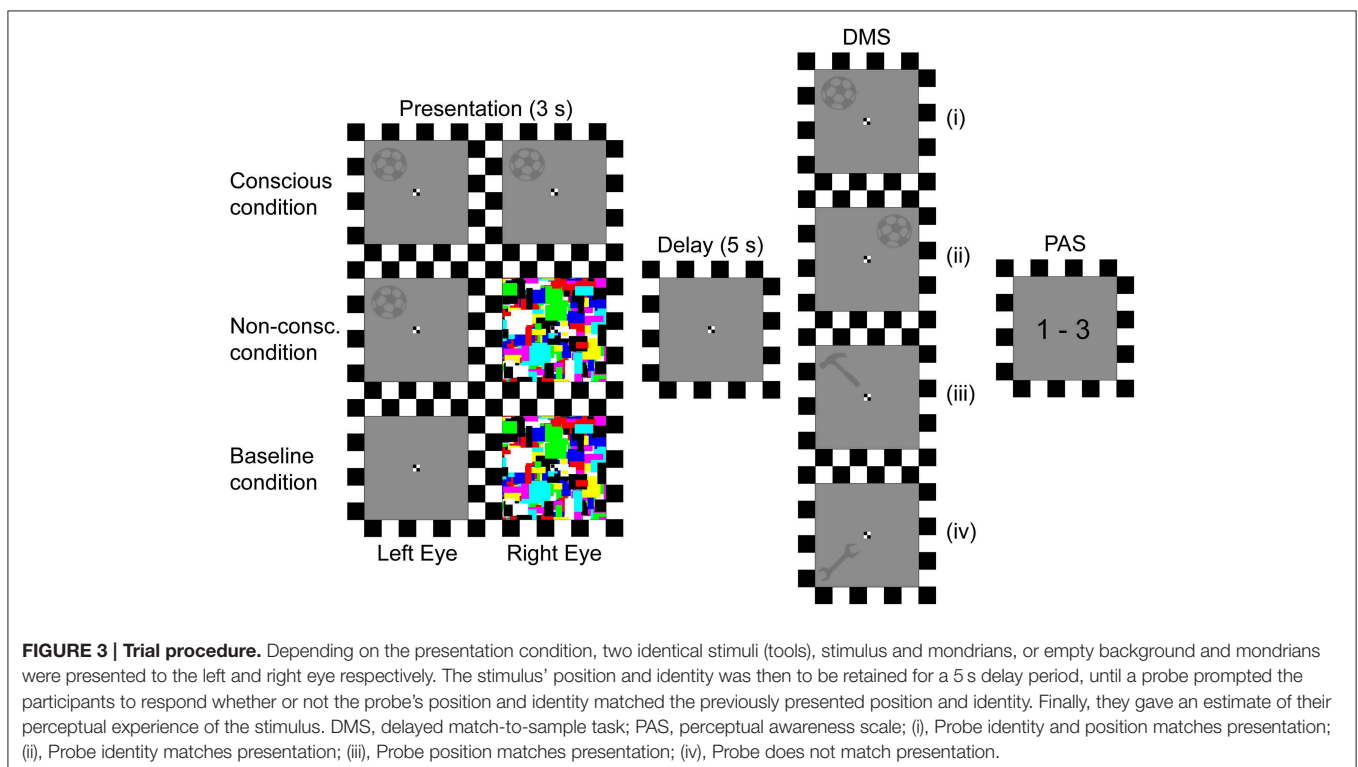 DMS
Presentation (3 s)
(i)
Conscious
condition
Delay (5 s)
(ii)
PAS
Non-consc.
condition
1 - 3
(iii)
Baseline
condition
(iv)
Left Eye
Right Eye
FIGURE 3 | Trial procedure. Depending on the presentation condition, two identical stimuli (tools), stimulus and mondrians, or empty background and mondrians
were presented to the left and right eye respectively. The stimulus’ position and identity was then to be retained for a 5 s delay period, until a probe prompted the
participants to respond whether or not the probe’s position and identity matched the previously presented position and identity. Finally, they gave an estimate of their
perceptual experience of the stimulus. DMS, delayed match-to-sample task; PAS, perceptual awareness scale; (i), Probe identity and position matches presentation;
(ii), Probe identity matches presentation; (iii), Probe position matches presentation; (iv), Probe does not match presentation.